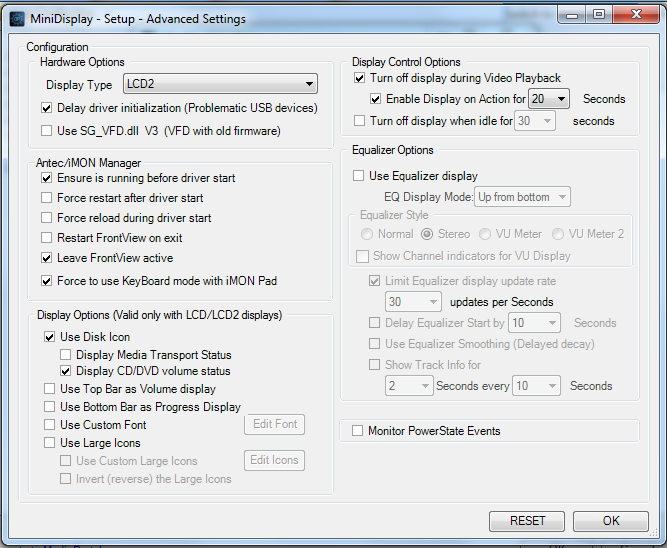 MiniDisplay - Setup - Advanced Settings
Configuration
Hardware Options
Display Type LCD2
Delay driver initialization (Problematic USB devices)
Use SG_VFD.dll V3 (VFD with old firmware)
Antec/iMON Manager
Ensure is running before driver start
Force restart after driver start
Force reload during driver start
Restart FrontView on exit
Leave FrontView active
Force to use KeyBoard mode with iMON Pad
Display Options (Valid only with LCD/LCD2 displays)
Use Disk Icon
Display Media Transport Status
Display CD/DVD volume status
Use Top Bar as Volume display
Use Bottom Bar as Progress Display
Use Custom Font Edit Font
Use Large Icons
Use Custom Large Icons Edit Icons
Invert (reverse) the Large Icons
Display Control Options
Turn off display during Video Playback
Enable Display on Action for 20 Seconds
Turn off display when idle for 30 seconds
Equalizer Options
Use Equalizer display
EQ Display Mode: Up from bottom
Equalizer Style
Normal Stereo VU Meter VU Meter 2
Show Channel indicators for VU Display
Limit Equalizer display update rate
30 updates per Seconds
Delay Equalizer Start by 10 Seconds
Use Equalizer Smoothing (Delayed decay)
Show Track Info for
2 Seconds every 10 Seconds
Monitor PowerState Events
RESET OK